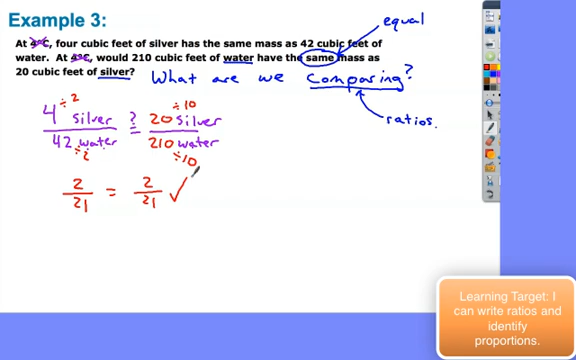 Example 3:
equal
At 4°C, four cubic feet of silver has the same mass as 42 cubic feet of
water. At 4°C, would 210 cubic feet of water have the same mass as
20 cubic feet of silver?
What are we comparing?
ratios.
÷2 ÷10
4 silver ? 20 silver
=
42 water 210 water
÷2 ÷10
2 = 2 ✓
21 21
Learning Target: I
can write ratios and
identify
proportions.